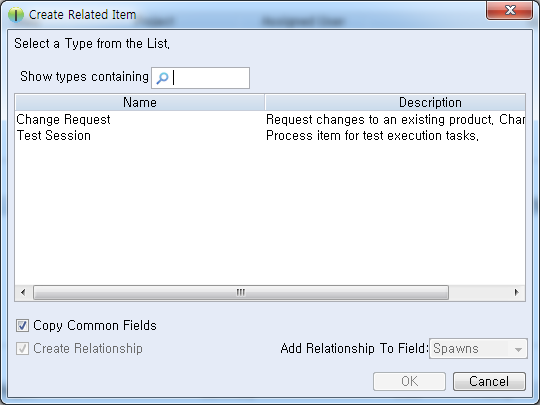 Create Related Item
Select a Type from the List,
Show types containing
Name Description
Change Request Request changes to an existing product, Char
Test Session Process item for test execution tasks,
Copy Common Fields
Create Relationship Add Relationship To Field: Spawns
OK Cancel